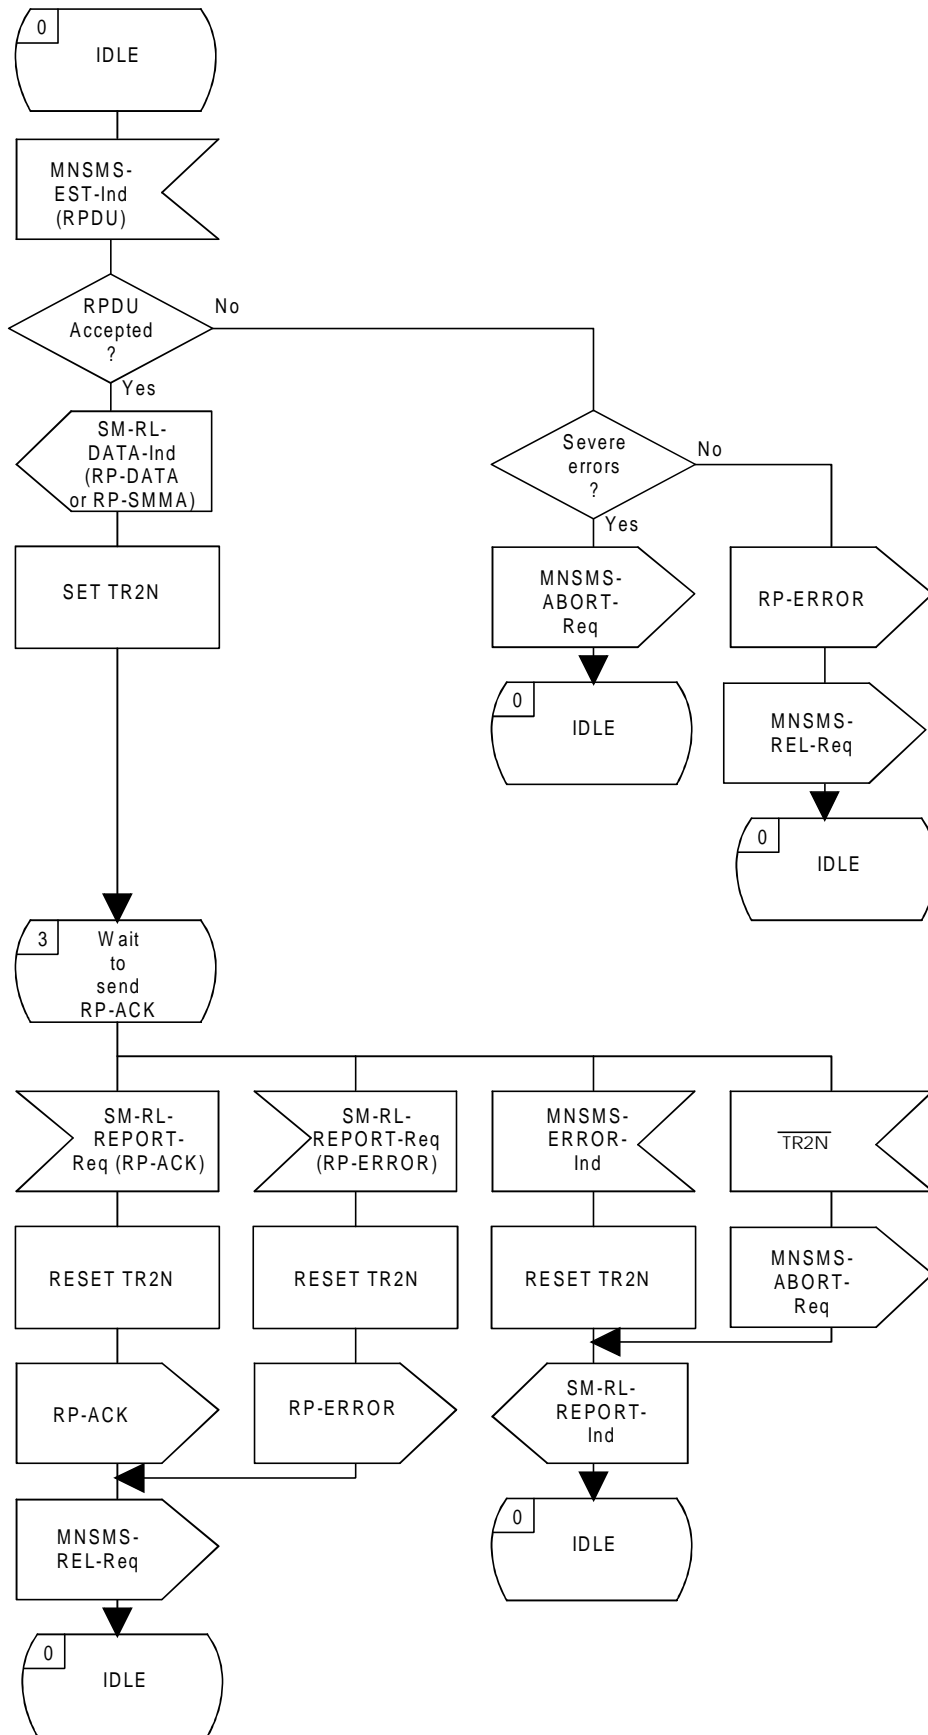 0
IDLE
MNSMS-
EST-Ind
(RPDU)
RPDU
Accepted
?
No
Yes
SM-RL-
DATA-Ind
(RP-DATA
or RP-SMMA)
Severe
errors
?
No
Yes
SET TR2N
MNSMS-
ABORT-
Req
RP-ERROR
0
IDLE
MNSMS-
REL-Req
0
IDLE
3
Wait
to
send
RP-ACK
SM-RL-
REPORT-
Req (RP-ACK)
SM-RL-
REPORT-Req
(RP-ERROR)
MNSMS-
ERROR-
Ind
TR2N
RESET TR2N
RESET TR2N
RESET TR2N
MNSMS-
ABORT-
Req
RP-ACK
RP-ERROR
SM-RL-
REPORT-
Ind
MNSMS-
REL-Req
0
IDLE
0
IDLE